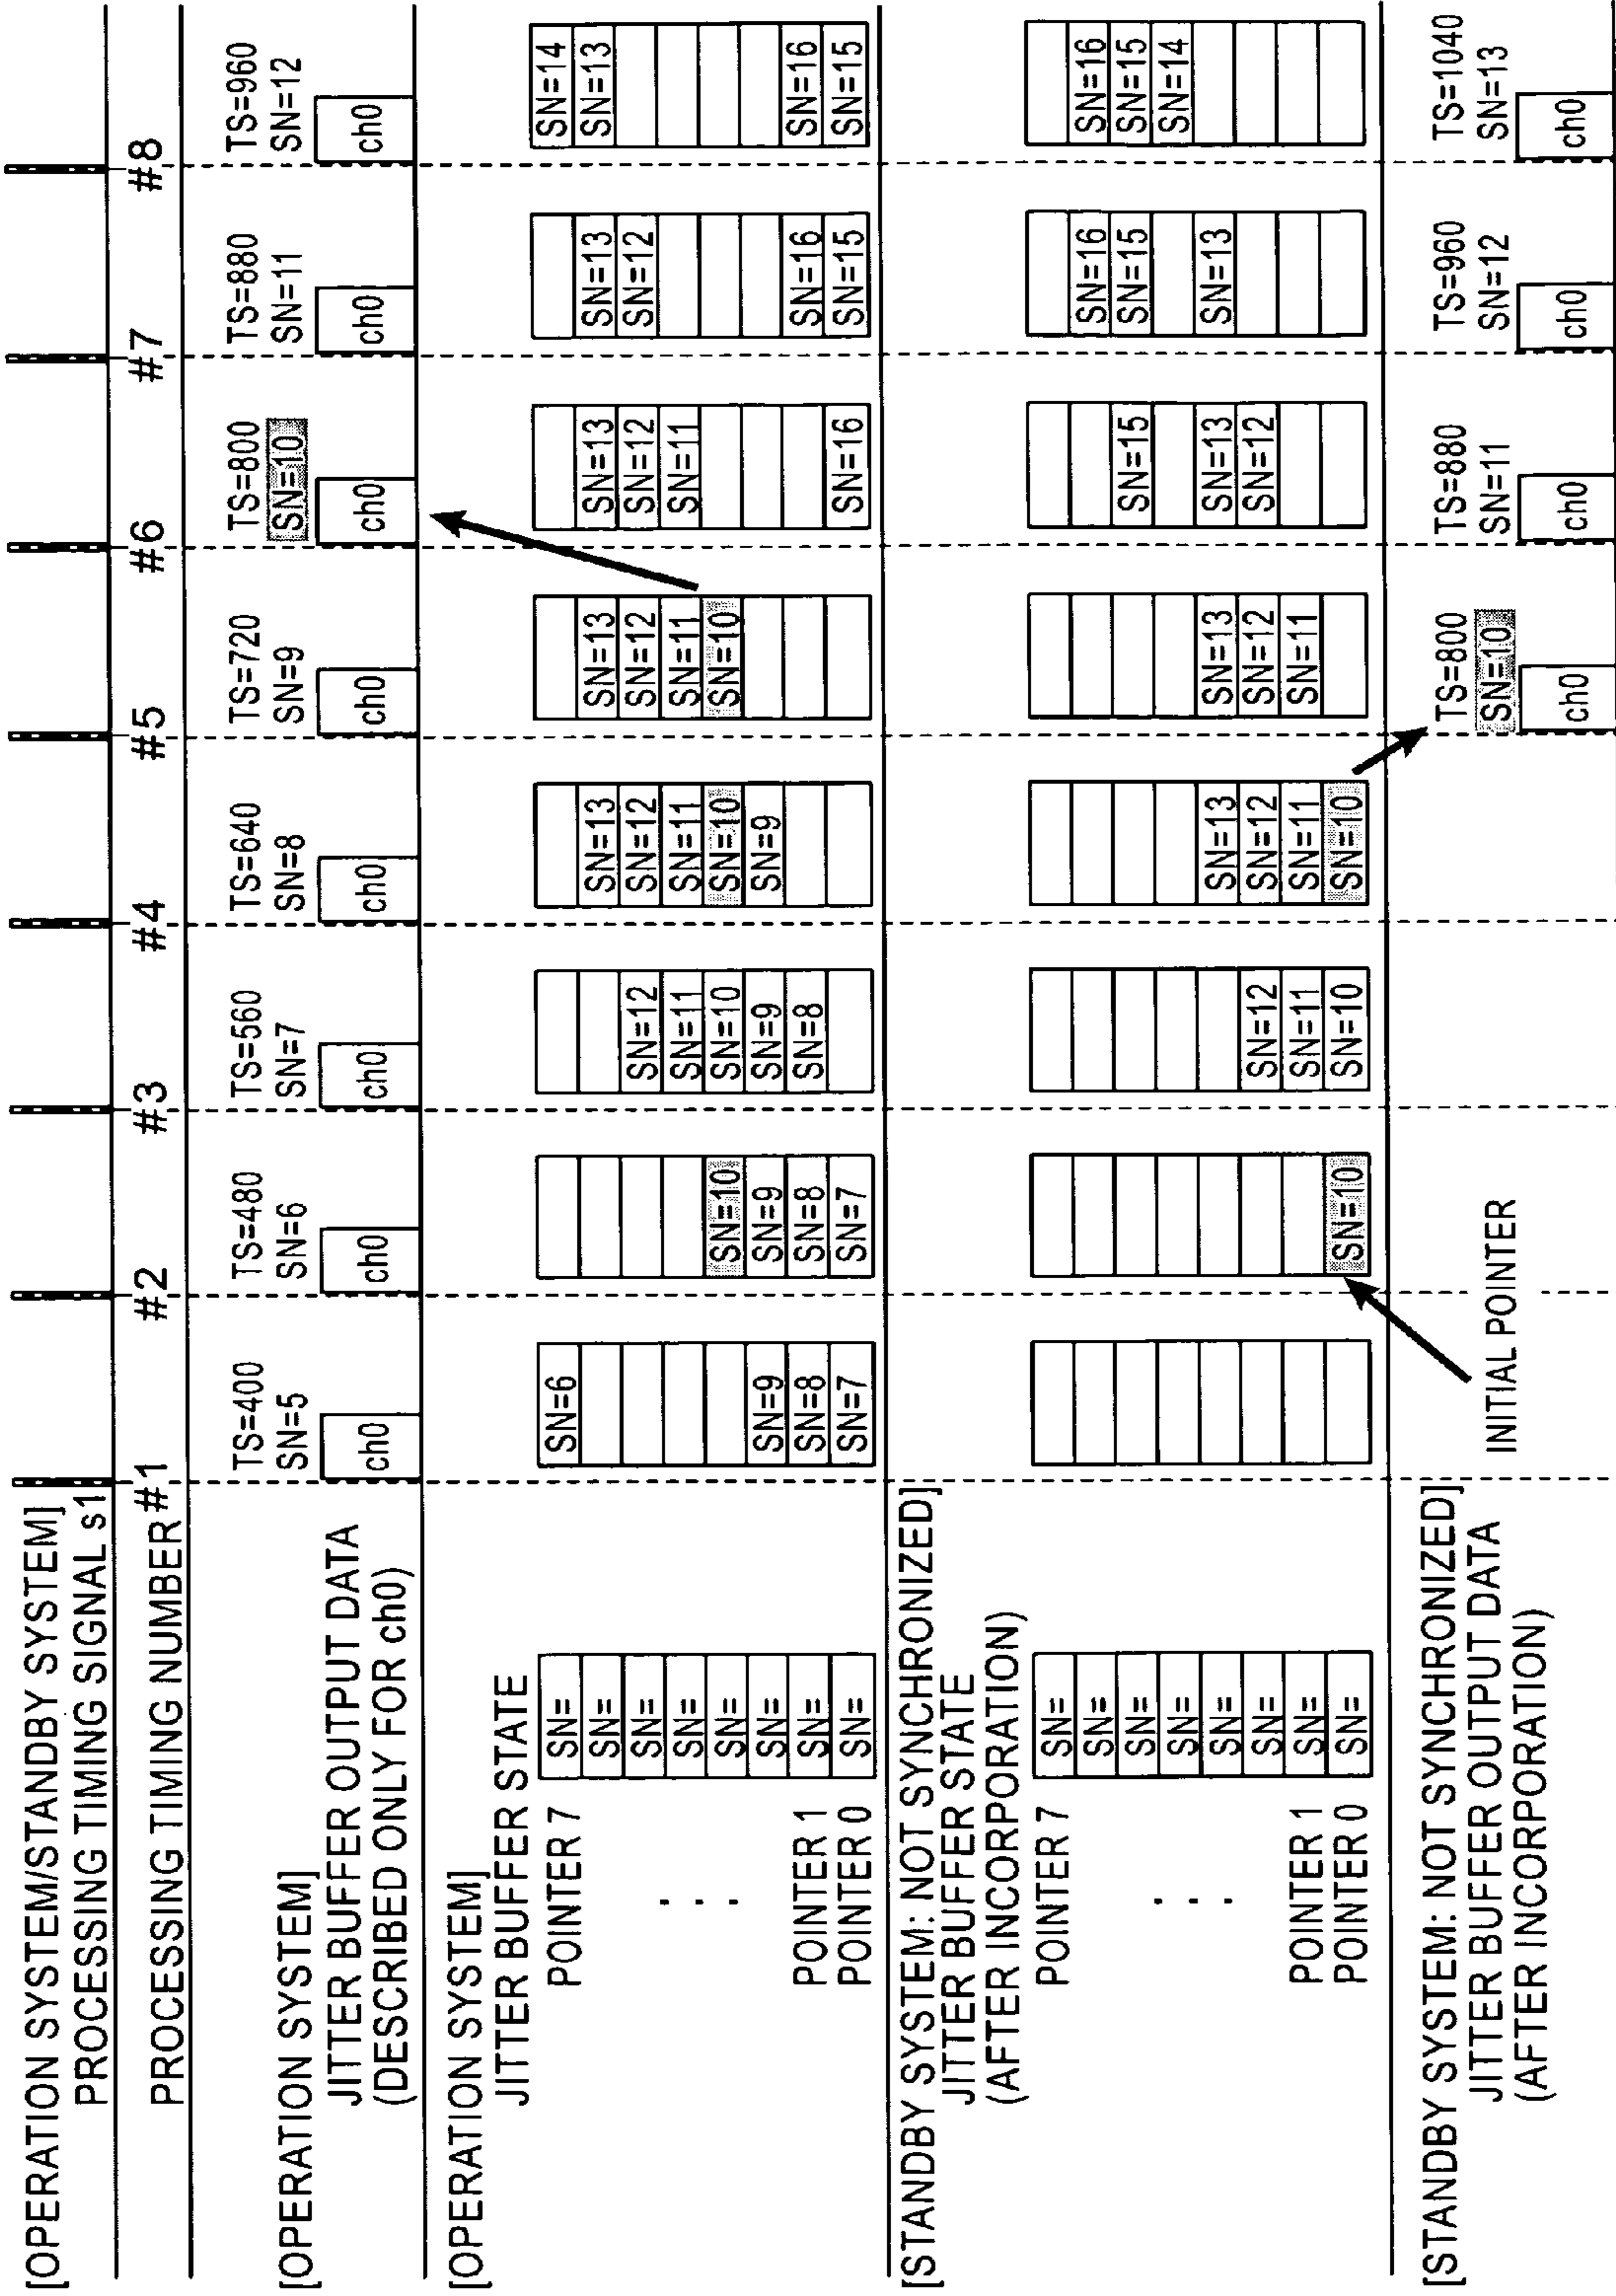 [OPERATION SYSTEM/STANDBY SYSTEM]
PROCESSING TIMING SIGNAL s1
PROCESSING TIMING NUMBER
#1 #2 #3 #4 #5 #6 #7 #8
[OPERATION SYSTEM]
JITTER BUFFER OUTPUT DATA
(DESCRIBED ONLY FOR ch0)
TS=400 TS=480 TS=560 TS=640 TS=720 TS=800 TS=880 TS=960
SN=5 SN=6 SN=7 SN=8 SN=9 SN=10 SN=11 SN=12
ch0 ch0 ch0 ch0 ch0 ch0 ch0 ch0
[OPERATION SYSTEM]
JITTER BUFFER STATE
POINTER 7 SN= SN=6 SN=14
SN= SN=13 SN=13 SN=13 SN=13 SN=13
SN= SN=12 SN=12 SN=12 SN=12 SN=12
SN= SN=11 SN=11 SN=11 SN=11
. . . SN= SN=10 SN=10 SN=10 SN=10
SN= SN=9 SN=9 SN=9 SN=9
POINTER 1 SN= SN=8 SN=8 SN=8 SN=16 SN=16
POINTER 0 SN= SN=7 SN=7 SN=16 SN=15 SN=15
[STANDBY SYSTEM: NOT SYNCHRONIZED]
JITTER BUFFER STATE
(AFTER INCORPORATION)
POINTER 7 SN=
SN= SN=16 SN=16
SN= SN=15 SN=15 SN=15
SN= SN=14
. . . SN= SN=13 SN=13 SN=13 SN=13
SN= SN=12 SN=12 SN=12 SN=12
POINTER 1 SN= SN=11 SN=11 SN=11
POINTER 0 SN= SN=10 SN=10 SN=10
INITIAL POINTER
[STANDBY SYSTEM: NOT SYNCHRONIZED]
JITTER BUFFER OUTPUT DATA
(AFTER INCORPORATION)
TS=800 TS=880 TS=960 TS=1040
SN=10 SN=11 SN=12 SN=13
ch0 ch0 ch0 ch0